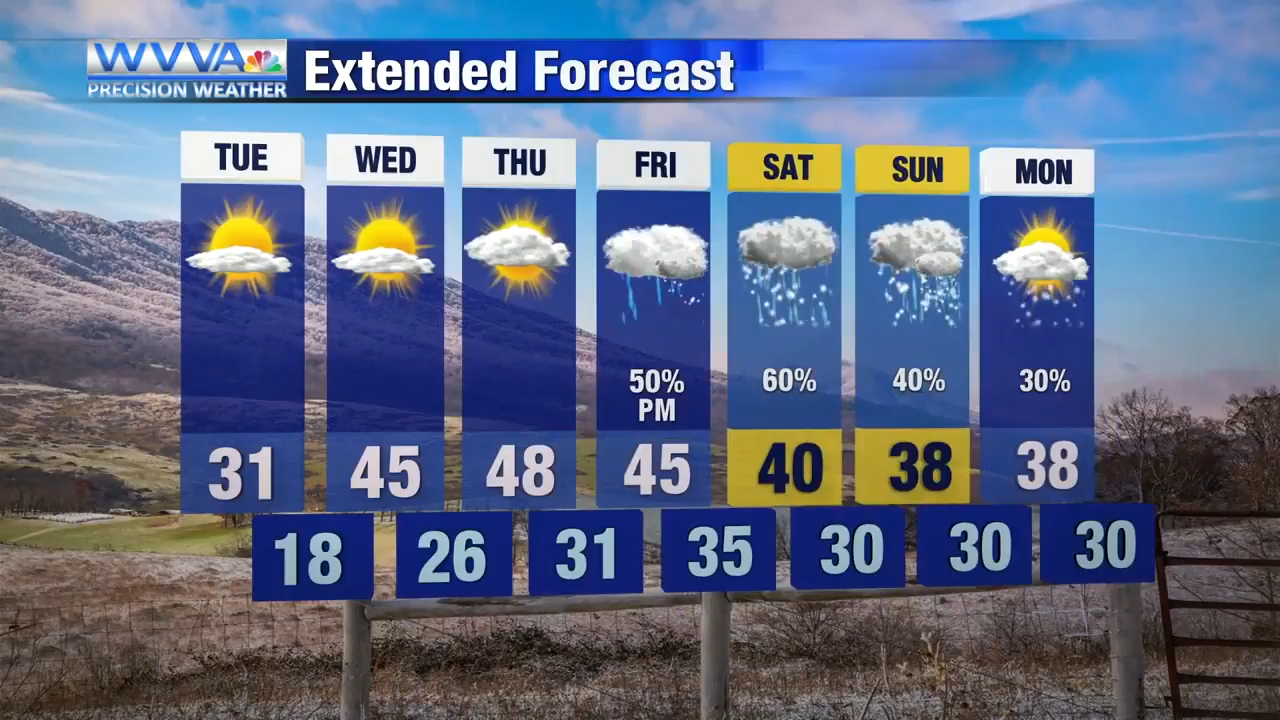 WVVA
PRECISION WEATHER
Extended Forecast
TUE WED THU FRI SAT SUN MON
50% 60% 40% 30%
PM
31 45 48 45 40 38 38
18 26 31 35 30 30 30